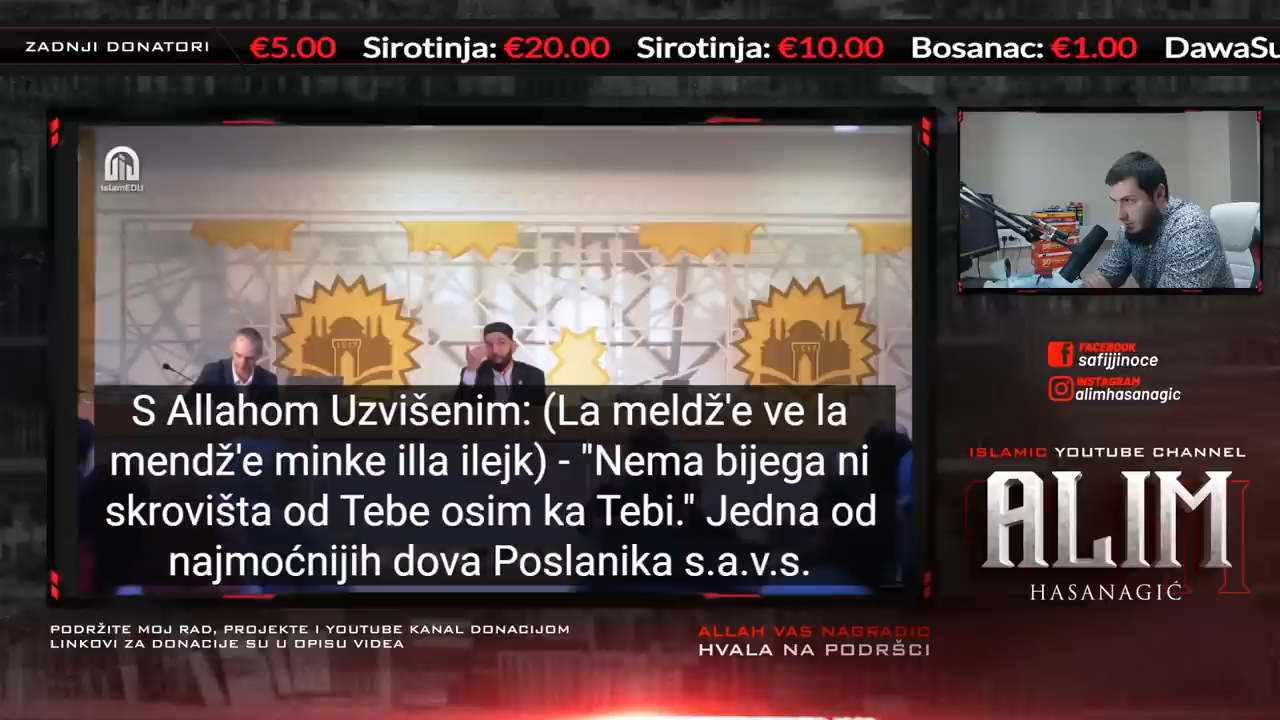 ZADNJI DONATORI €5.00 Sirotinja: €20.00 Sirotinja: €10.00 Bosanac: €1.00 DawaSu
islamEDU
S Allahom Uzvišenim: (La meldž'e ve la
mendž'e minke illa ilejk) - "Nema bijega ni
skrovišta od Tebe osim ka Tebi." Jedna od
najmoćnijih dova Poslanika s.a.v.s.
FACEBOOK
safijjinoce
INSTAGRAM
alimhasanagic
ISLAMIC YOUTUBE CHANNEL
ALIM
HASANAGIĆ
PODRŽITE MOJ RAD, PROJEKTE I YOUTUBE KANAL DONACIJOM
LINKOVI ZA DONACIJE SU U OPISU VIDEA
ALLAH VAS NAGRADIO
HVALA NA PODRŠCI